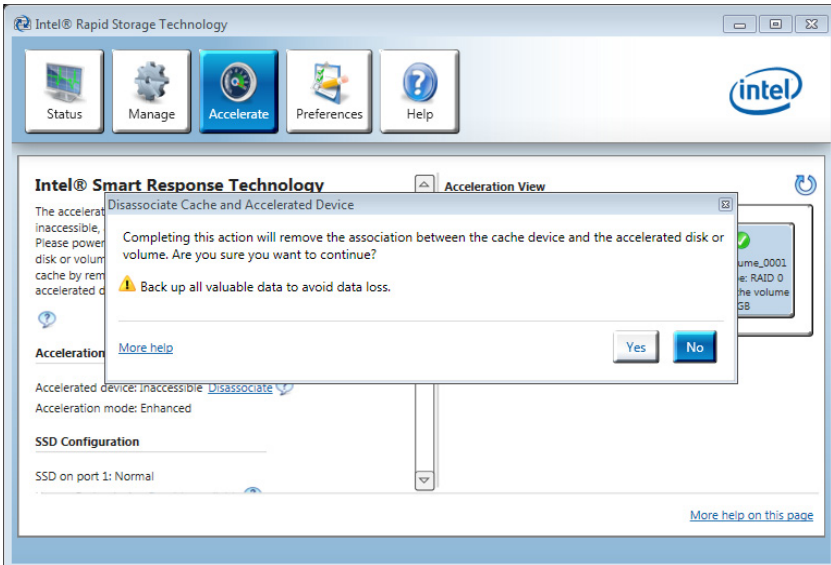 Intel® Rapid Storage Technology
Status
Manage
Accelerate
Preferences
Help
intel
Intel® Smart Response Technology
The accelerat
inaccessible,
Please power
disk or volum
cache by rem
accelerated d
Acceleration View
Disassociate Cache and Accelerated Device
Completing this action will remove the association between the cache device and the accelerated disk or
volume. Are you sure you want to continue?
Back up all valuable data to avoid data loss.
More help
Yes
No
ume_0001
e: RAID 0
he volume
GB
Acceleration
Accelerated device: Inaccessible Disassociate
Acceleration mode: Enhanced
SSD Configuration
SSD on port 1: Normal
More help on this page